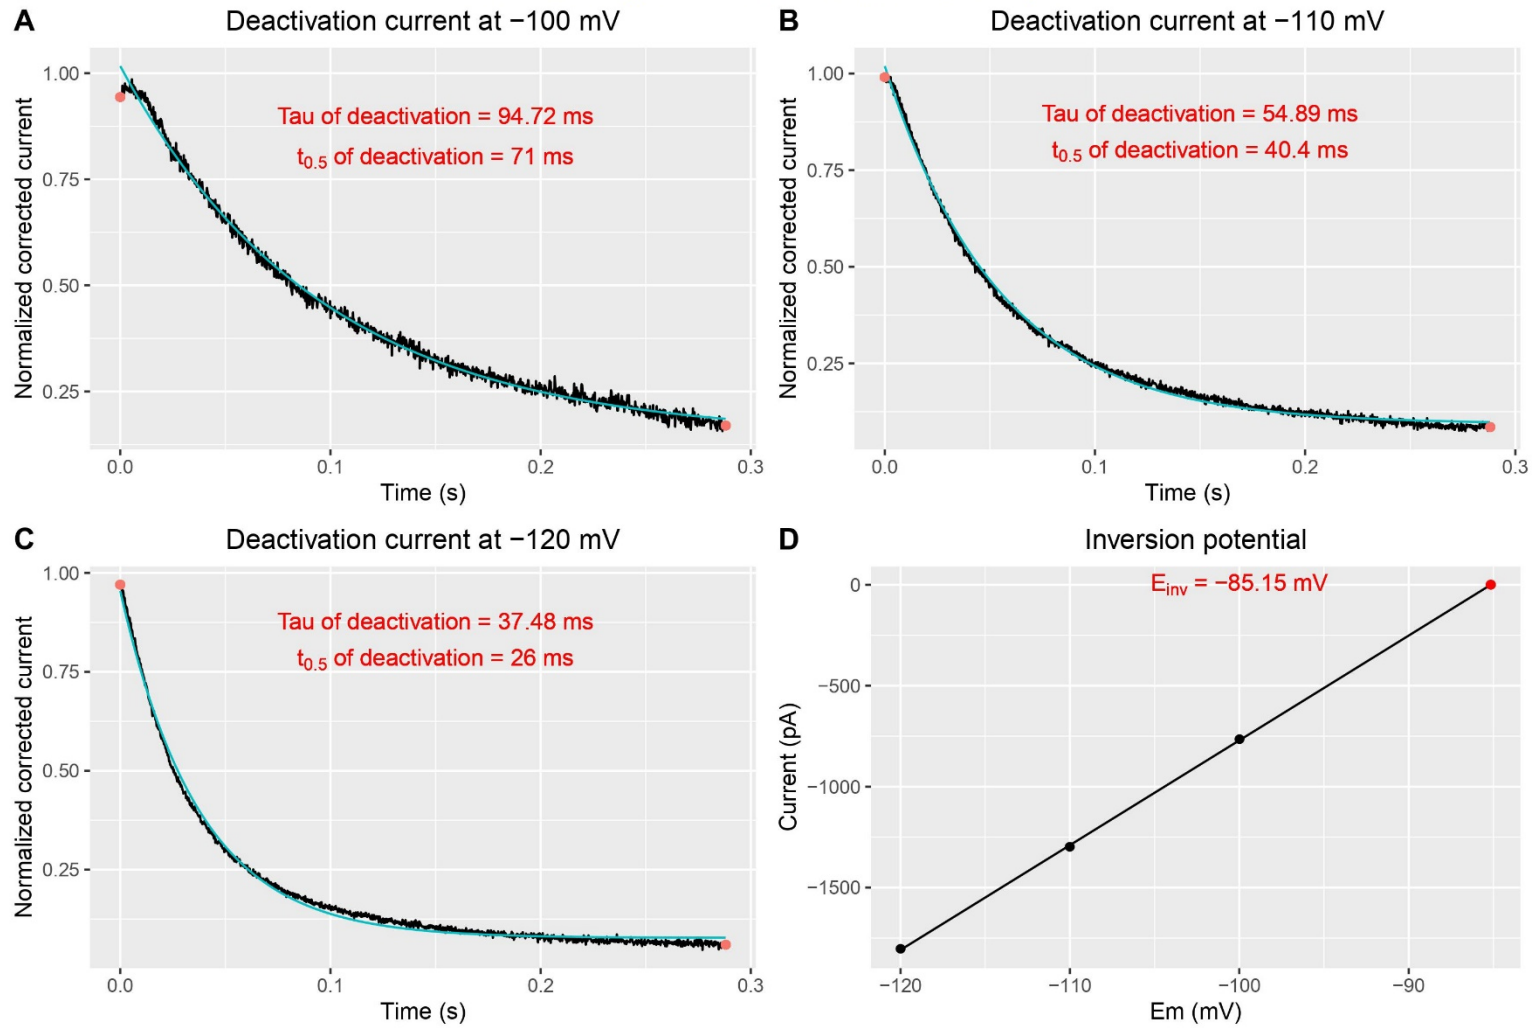 A
Deactivation current at −100 mV
Normalized corrected current
1.00
0.75
0.50
0.25
Tau of deactivation = 94.72 ms
t0.5 of deactivation = 71 ms
0.0 0.1 0.2 0.3
Time (s)
B
Deactivation current at −110 mV
Normalized corrected current
1.00
0.75
0.50
0.25
Tau of deactivation = 54.89 ms
t0.5 of deactivation = 40.4 ms
0.0 0.1 0.2 0.3
Time (s)
C
Deactivation current at −120 mV
Normalized corrected current
1.00
0.75
0.50
0.25
Tau of deactivation = 37.48 ms
t0.5 of deactivation = 26 ms
0.0 0.1 0.2 0.3
Time (s)
D
Inversion potential
Current (pA)
0
−500
−1000
−1500
Einv = −85.15 mV
−120 −110 −100 −90
Em (mV)